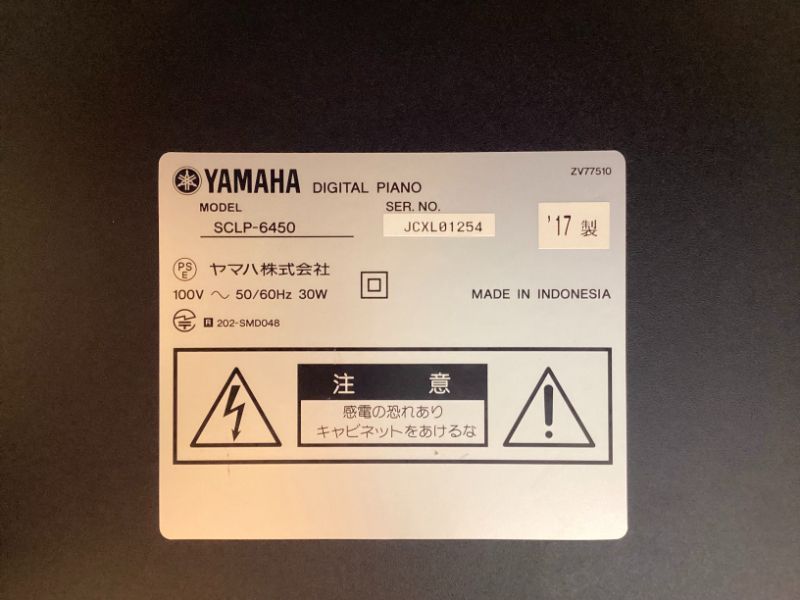 ZV77510
YAMAHA DIGITAL PIANO
MODEL SER. NO.
SCLP-6450 JCXL01254 '17 製
PS
E
ヤマハ株式会社
100V ～ 50/60Hz 30W MADE IN INDONESIA
R 202-SMD048
注意
感電の恐れあり
キャビネットをあけるな